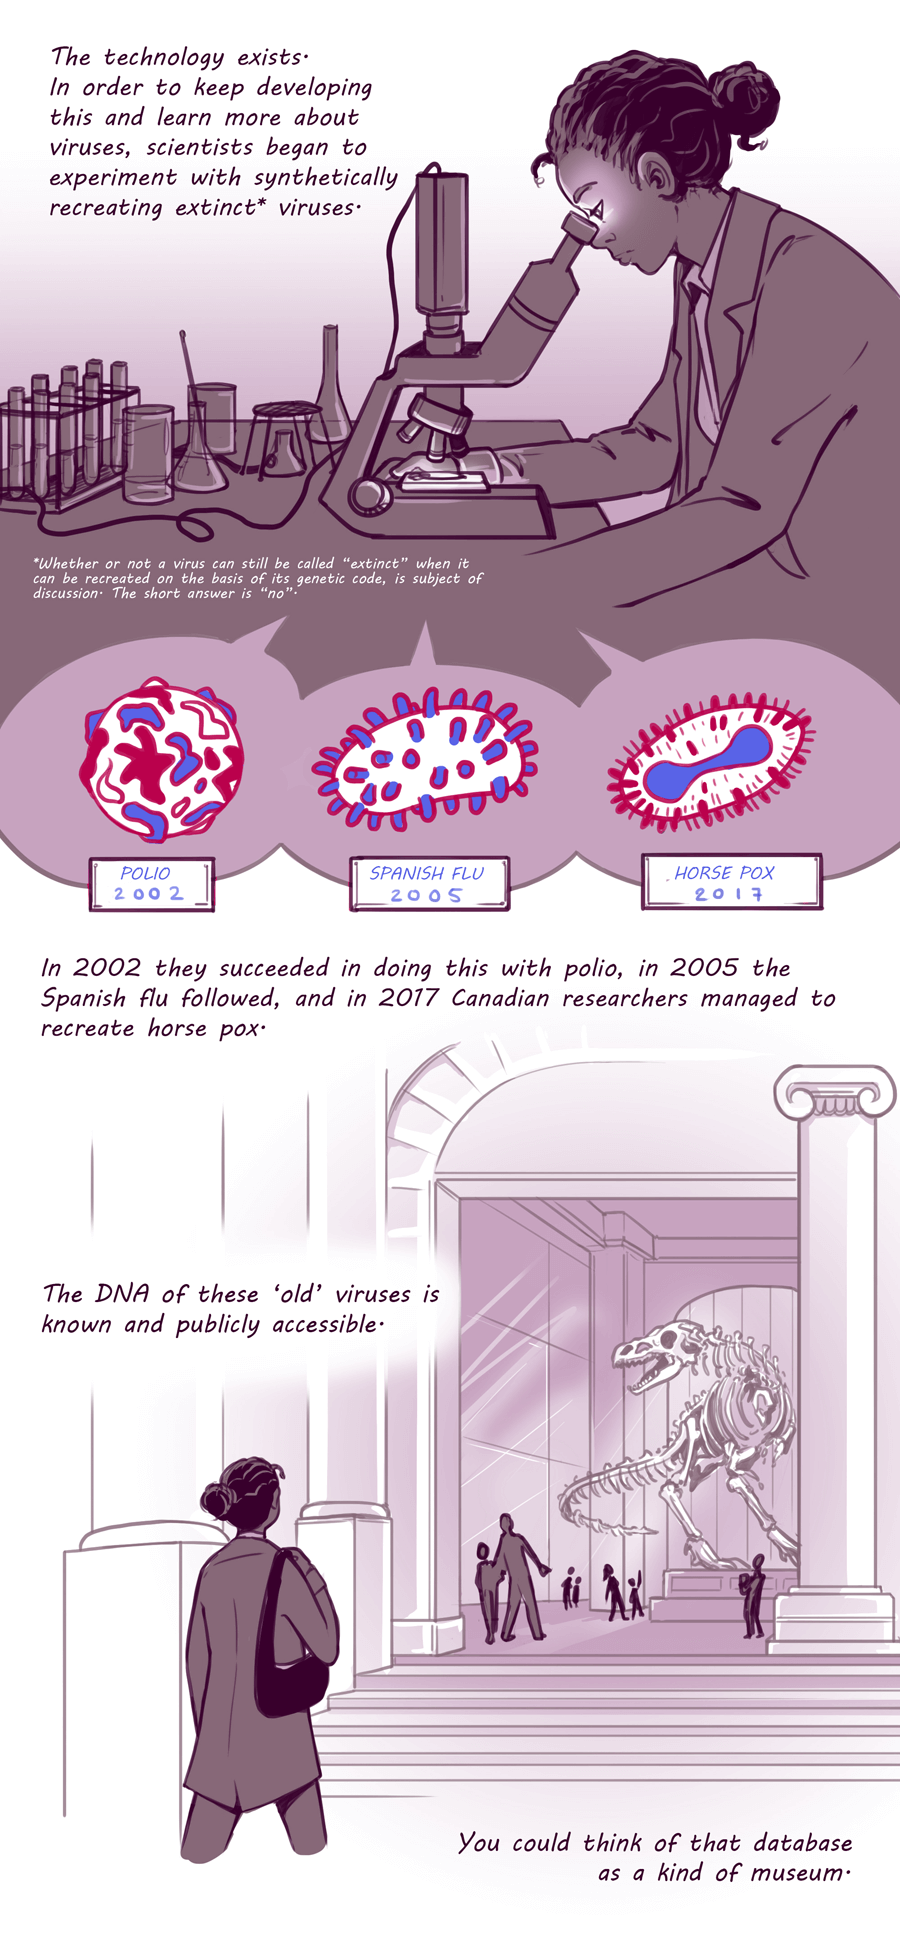 The technology exists.
In order to keep developing
this and learn more about
viruses, scientists began to
experiment with synthetically
recreating extinct* viruses.
*Whether or not a virus can still be called “extinct” when it
can be recreated on the basis of its genetic code, is subject of
discussion. The short answer is “no”.
POLIO
2002
SPANISH FLU
2005
HORSE POX
2017
In 2002 they succeeded in doing this with polio, in 2005 the
Spanish flu followed, and in 2017 Canadian researchers managed to
recreate horse pox.
The DNA of these ‘old’ viruses is
known and publicly accessible.
You could think of that database
as a kind of museum.